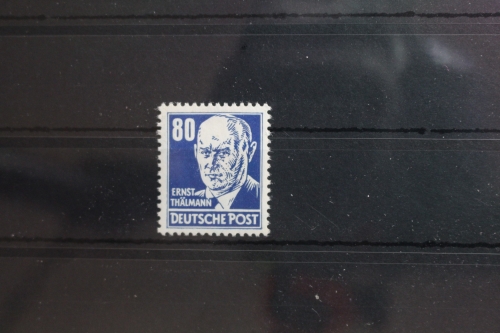 80
ERNST
THÄLMANN
DEUTSCHE POST